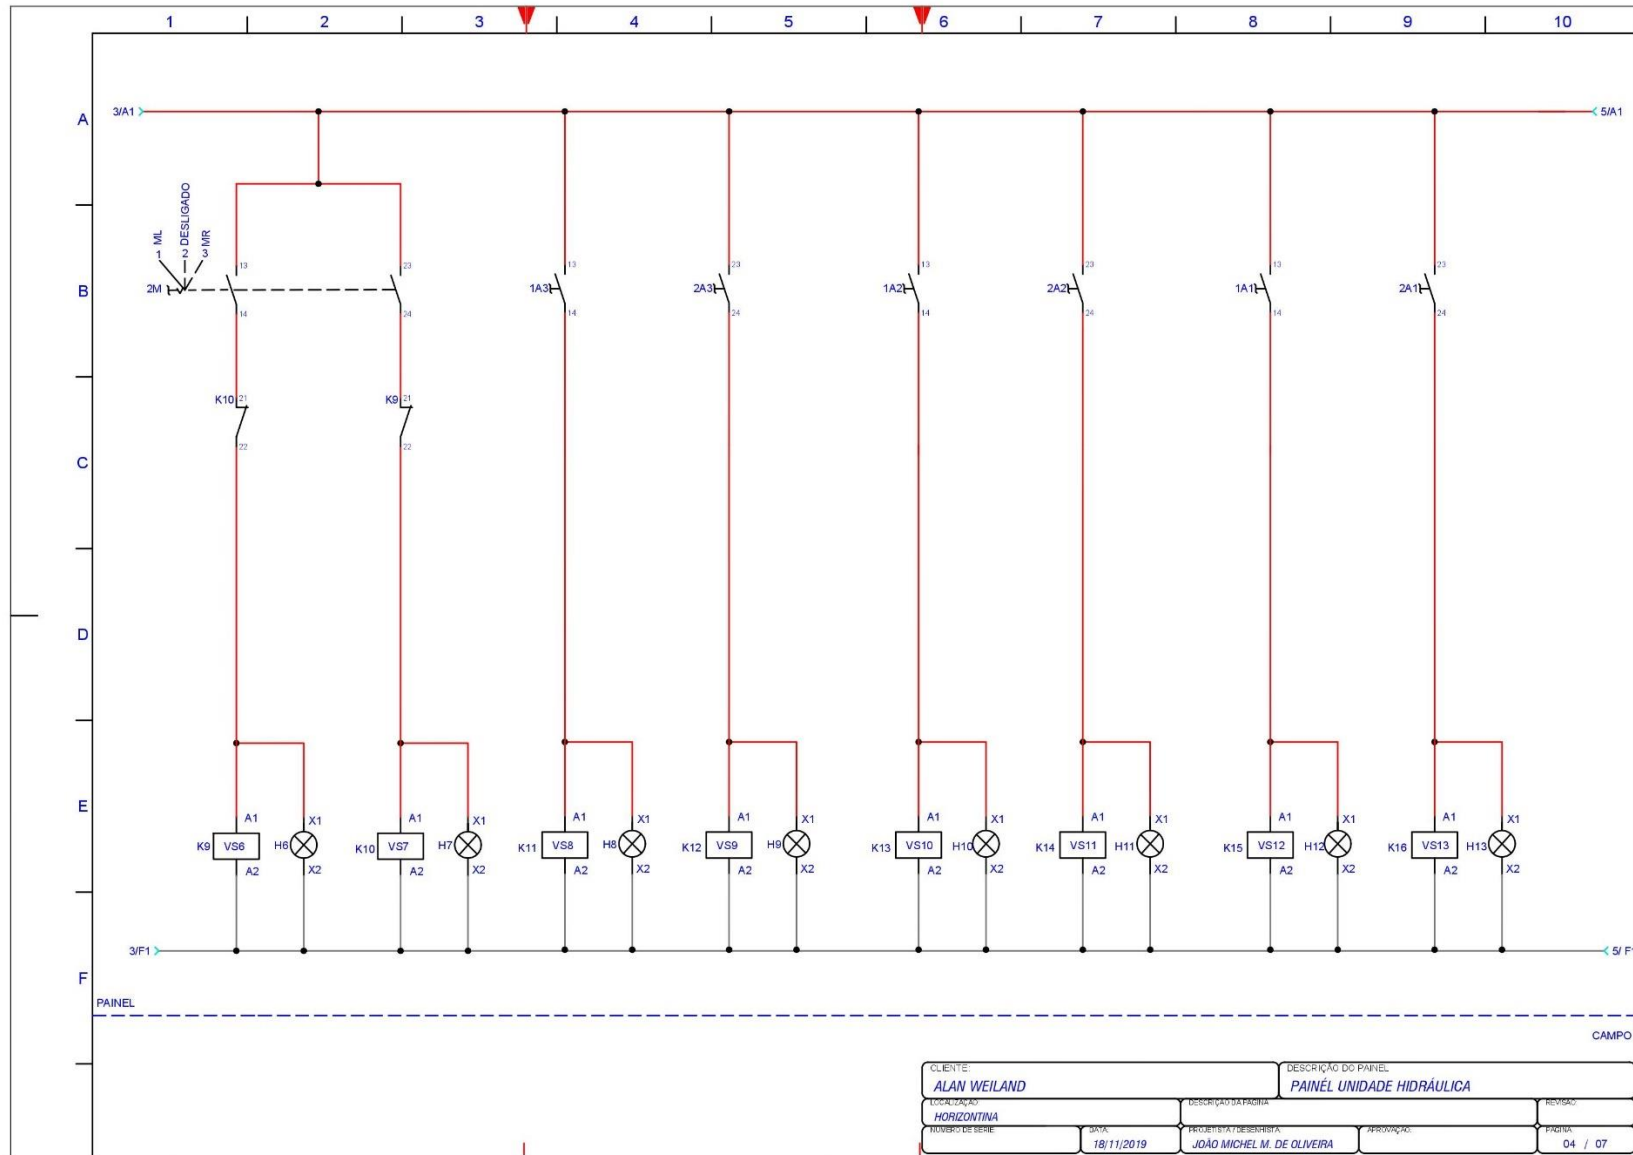 1 2 3 4 5 6 7 8 9 10
A
3/A1 5/A1
1 ML
2 DESLIGADO
3 MR
B
2M 13 23 1A3 13 2A3 23 1A2 13 2A2 23 1A1 13 2A1 23
14 24 14 24 14 24 14 24
K10 21 K9 21
22 22
C
D
E
A1 X1 A1 X1 A1 X1 A1 X1 A1 X1 A1 X1 A1 X1 A1 X1
K9 VS6 H6 K10 VS7 H7 K11 VS8 H8 K12 VS9 H9 K13 VS10 H10 K14 VS11 H11 K15 VS12 H12 K16 VS13 H13
A2 X2 A2 X2 A2 X2 A2 X2 A2 X2 A2 X2 A2 X2 A2 X2
3/F1 5/ F1
F
PAINEL
CAMPO
CLIENTE: DESCRIÇÃO DO PAINEL
ALAN WEILAND PAINÉL UNIDADE HIDRÁULICA
LOCALIZAÇÃO DESCRIÇÃO DA PAGINA REVISÃO:
HORIZONTINA
NÚMERO DE SÉRIE DATA: PROJETISTA / DESENHISTA: APROVAÇÃO: PÁGINA:
18/11/2019 JOÃO MICHEL M. DE OLIVEIRA 04 / 07